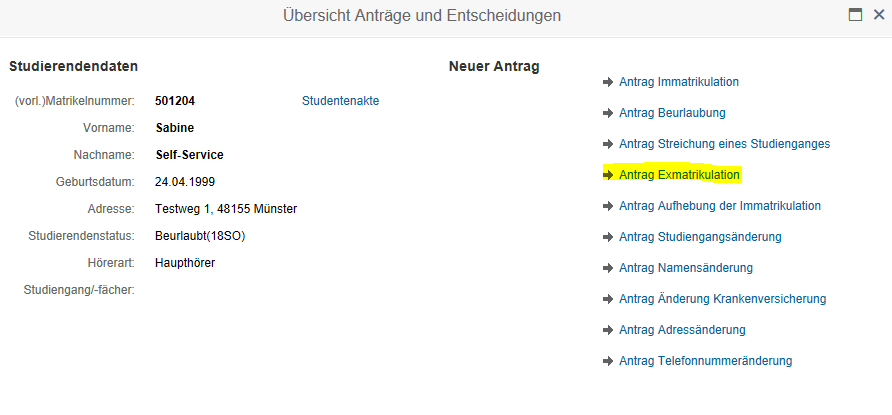 Übersicht Anträge und Entscheidungen
Studierendendaten
(vorl.)Matrikelnummer: 501204 Studentenakte
Vorname: Sabine
Nachname: Self-Service
Geburtsdatum: 24.04.1999
Adresse: Testweg 1, 48155 Münster
Studierendenstatus: Beurlaubt(18SO)
Hörerart: Haupthörer
Studiengang/-fächer:
Neuer Antrag
Antrag Immatrikulation
Antrag Beurlaubung
Antrag Streichung eines Studienganges
Antrag Exmatrikulation
Antrag Aufhebung der Immatrikulation
Antrag Studiengangsänderung
Antrag Namensänderung
Antrag Änderung Krankenversicherung
Antrag Adressänderung
Antrag Telefonnummeränderung